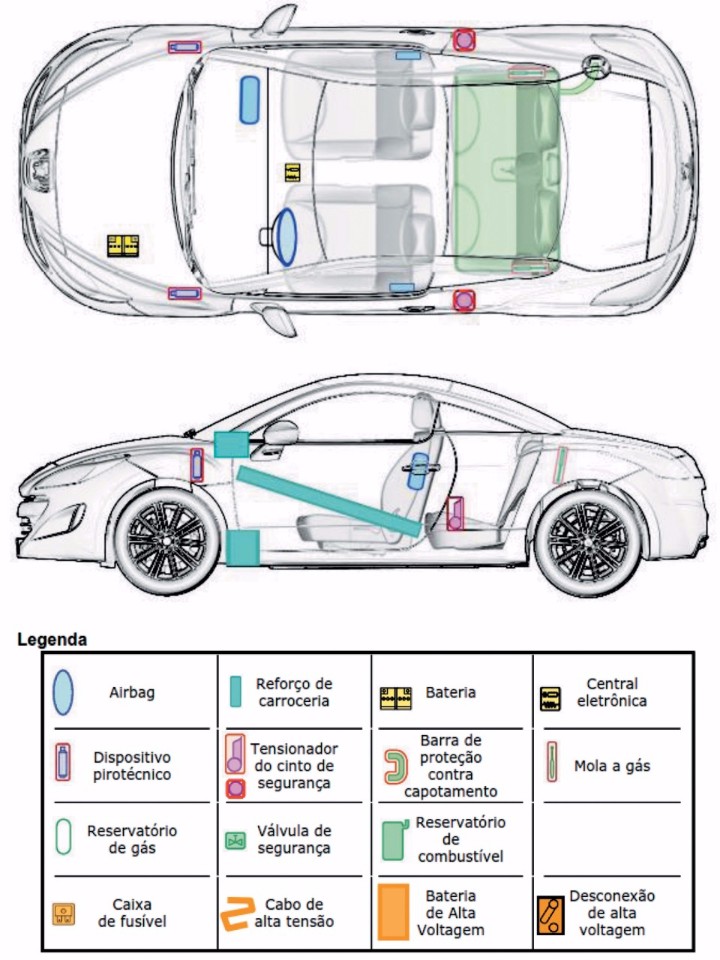 Legenda
Airbag
Reforço de
carroceria
Bateria
Central
eletrônica
Dispositivo
pirotécnico
Tensionador
do cinto de
segurança
Barra de
proteção
contra
capotamento
Mola a gás
Reservatório
de gás
Válvula de
segurança
Reservatório
de
combustível
Caixa
de fusível
Cabo de
alta tensão
Bateria
de Alta
Voltagem
Desconexão
de alta
voltagem